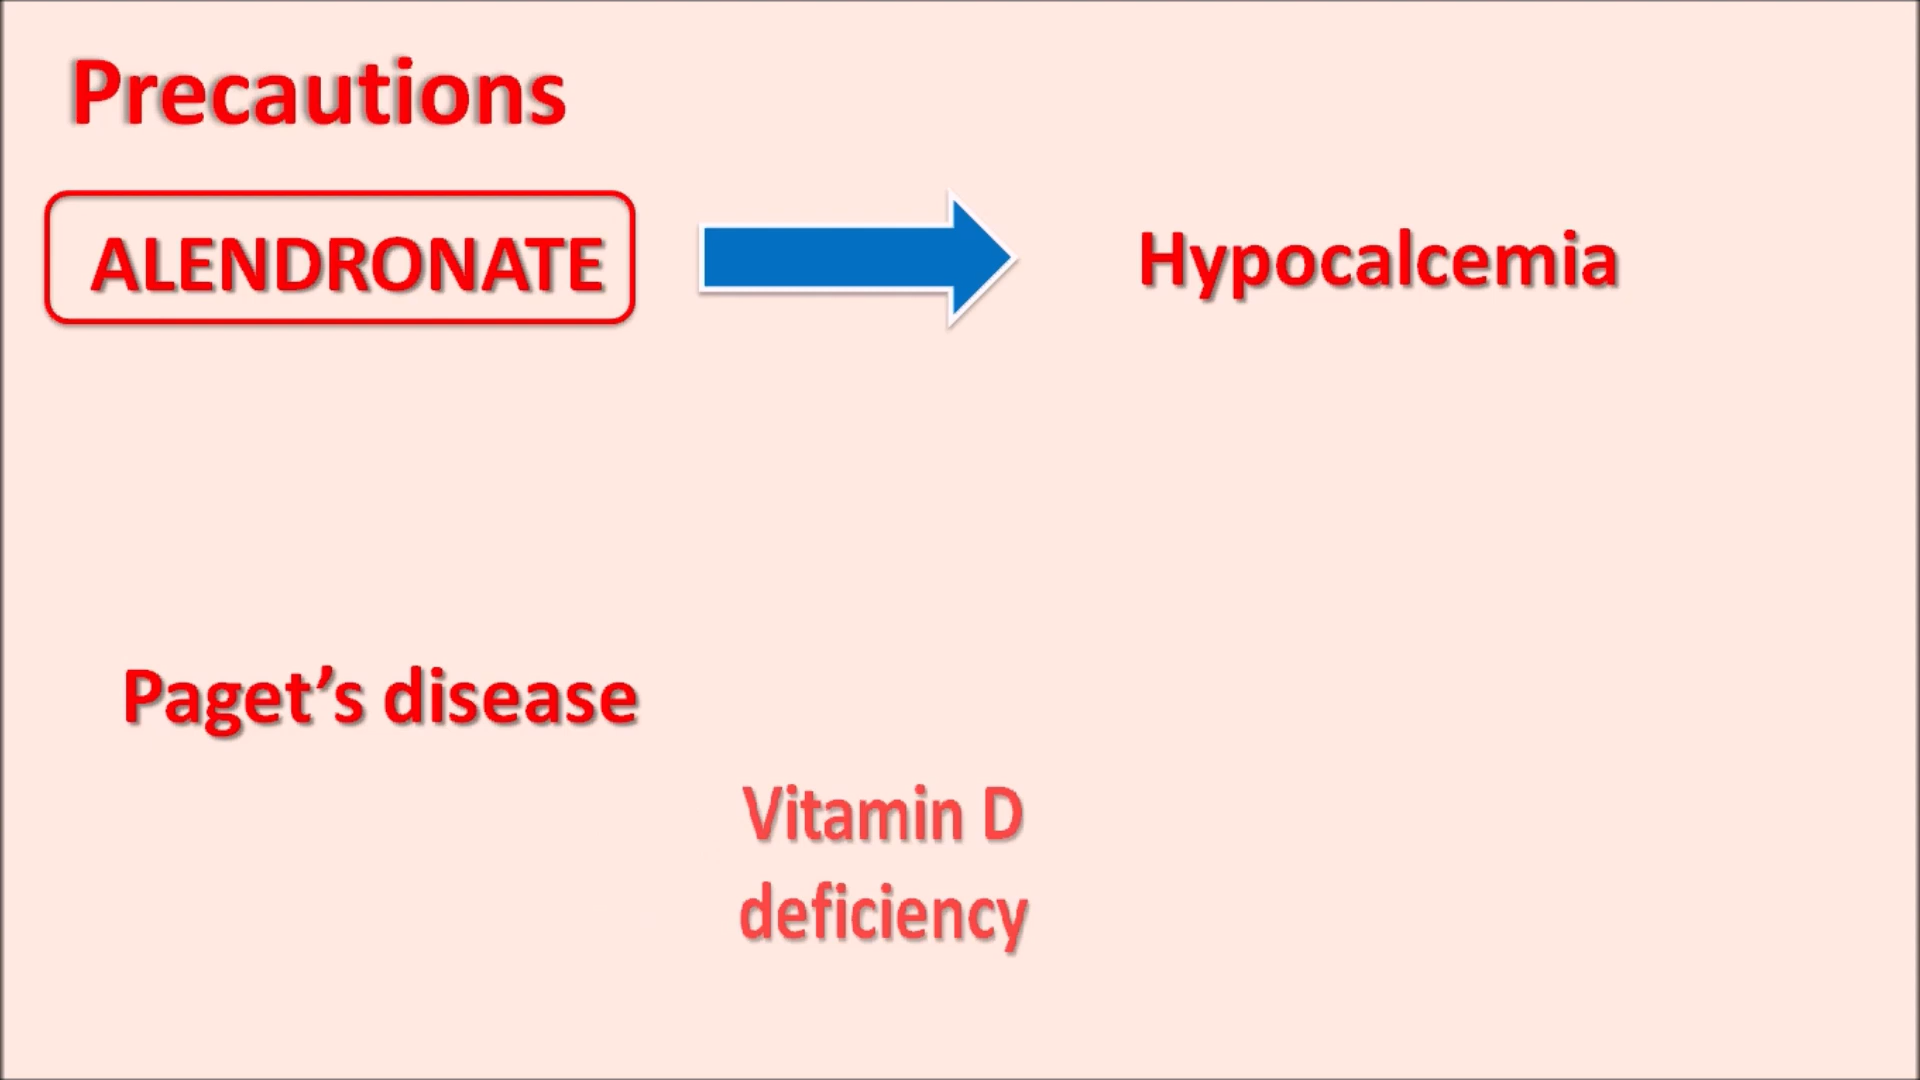 Precautions
ALENDRONATE
Hypocalcemia
Paget’s disease
Vitamin D
deficiency